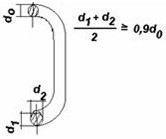 d₀
d₁ + d₂ / 2 ≥ 0,9d₀
d₂
d₁